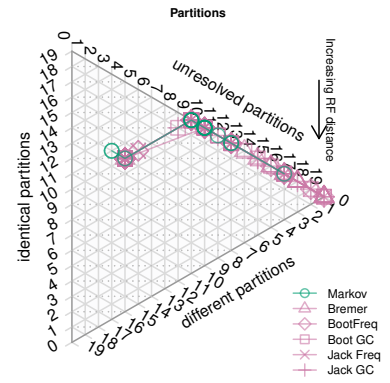 Partitions
0 1 2 3 4 5 6 7 8 9 10 11 12 13 14 15 16 17 18 19
unresolved partitions
Increasing RF distance
19
18
17
16
15
14
13
12
11
10
9
8
7
6
5
4
3
2
1
0
identical partitions
0
1 2 3 4 5 6 7 8 9 10 11 12 13 14 15 16 17 18 19
different partitions
Markov
Bremer
BootFreq
Boot GC
Jack Freq
Jack GC